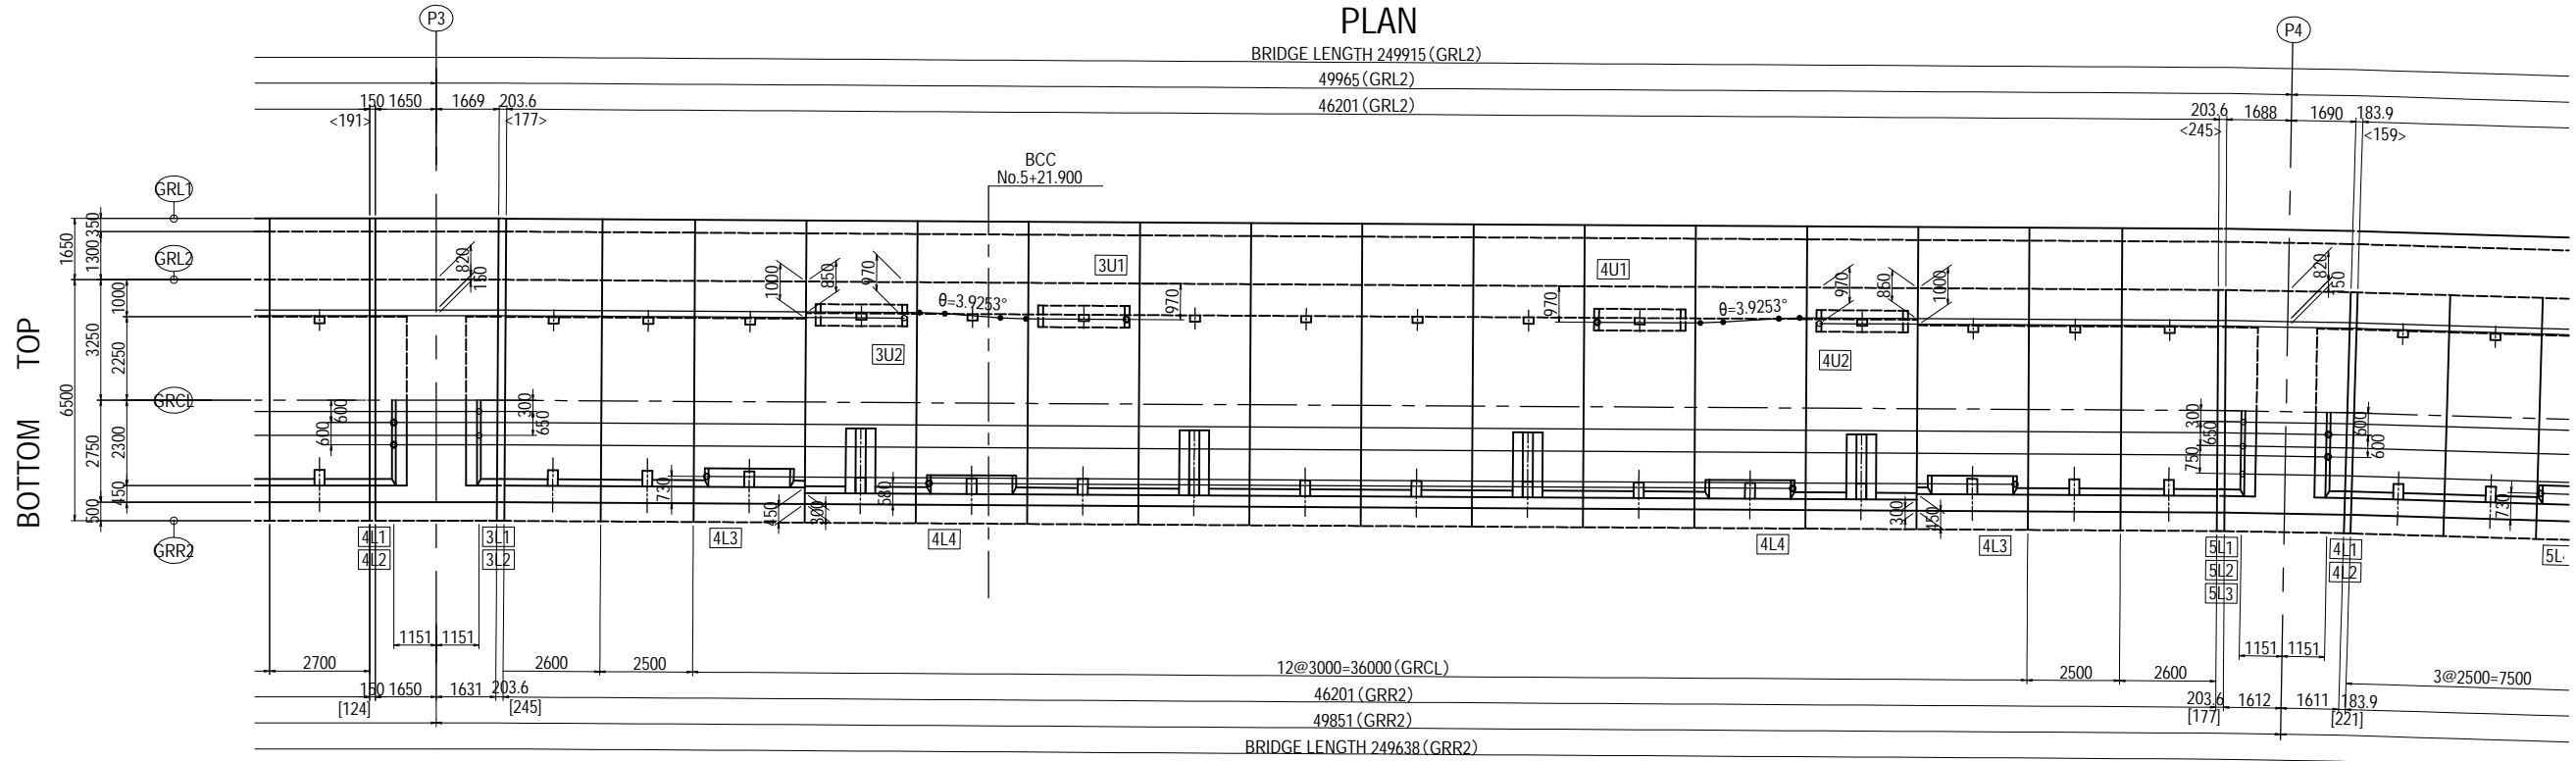 PLAN
P3
P4
BRIDGE LENGTH 249915(GRL2)
49965(GRL2)
46201(GRL2)
150 1650
1669
203.6
<191>
<177>
203.6
1688
1690
183.9
<245>
<159>
BCC
No.5+21.900
GRL1
GRL2
GRCL
GRR2
TOP
BOTTOM
1650
6500
350
1300
3250
2750
500
1000
2250
2300
450
820
150
1000
850
970
θ=3.9253°
3U1
970
4U1
970
θ=3.9253°
970
850
1000
820
150
3U2
4U2
600
600
300
650
730
450
300
680
300
650
750
600
600
300
450
730
4L1
4L2
3L1
3L2
4L3
4L4
4L4
4L3
5L1
5L2
5L3
4L1
4L2
1151
1151
1151
1151
2700
2600
2500
12@3000=36000(GRCL)
2500
2600
3@2500=7500
150 1650
1631
203.6
46201(GRR2)
[124]
[245]
203.6
1612
1611
183.9
[177]
[221]
49851(GRR2)
BRIDGE LENGTH 249638(GRR2)